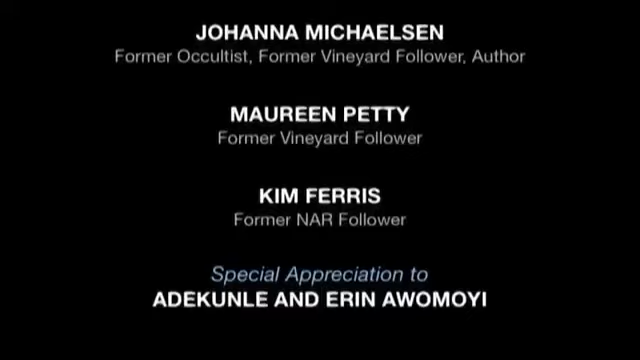 JOHANNA MICHAELSEN
Former Occultist, Former Vineyard Follower, Author
MAUREEN PETTY
Former Vineyard Follower
KIM FERRIS
Former NAR Follower
Special Appreciation to
ADEKUNLE AND ERIN AWOMOYI